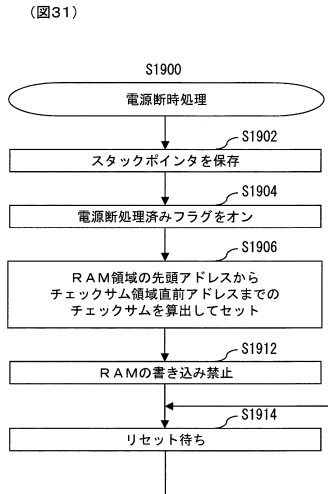 （図31）
S1900
電源断時処理
S1902
スタックポインタを保存
S1904
電源断処理済みフラグをオン
S1906
ＲＡＭ領域の先頭アドレスから
チェックサム領域直前アドレスまでの
チェックサムを算出してセット
S1912
ＲＡＭの書き込み禁止
S1914
リセット待ち